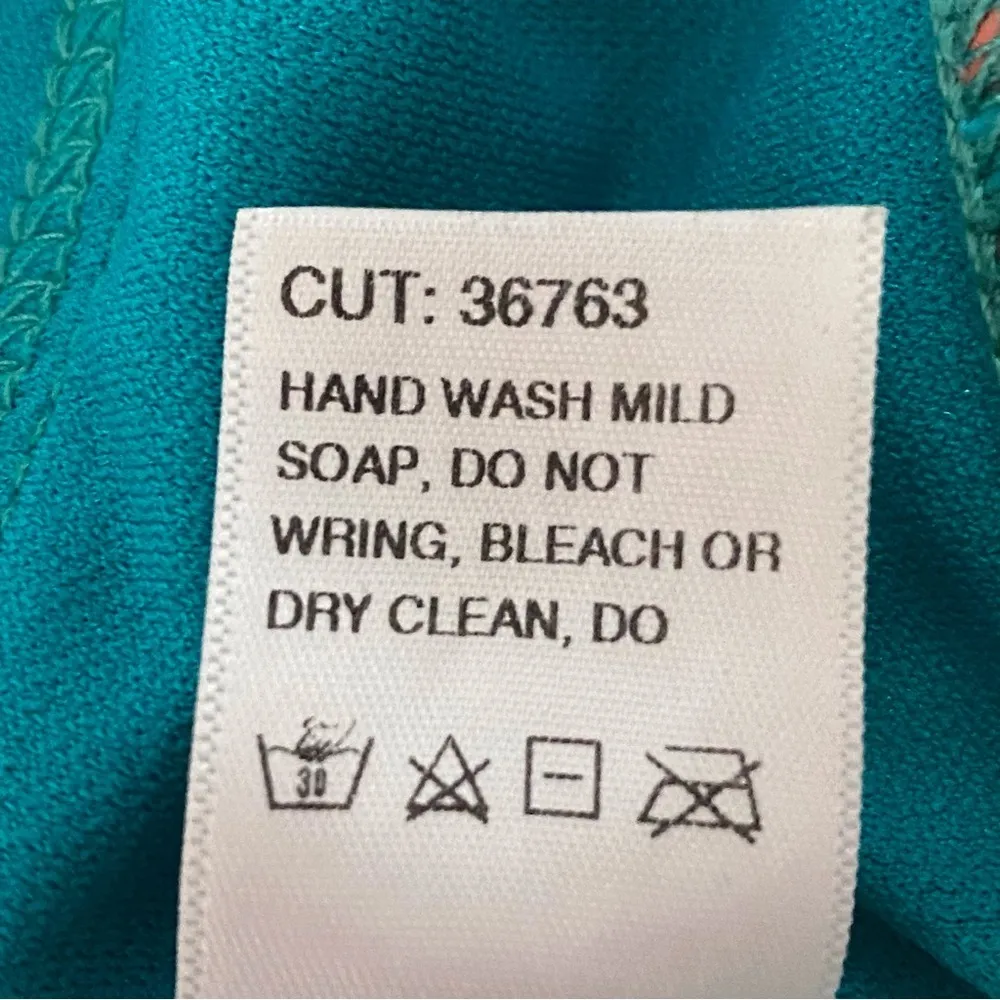 CUT: 36763
HAND WASH MILD
SOAP, DO NOT
WRING, BLEACH OR
DRY CLEAN, DO
30